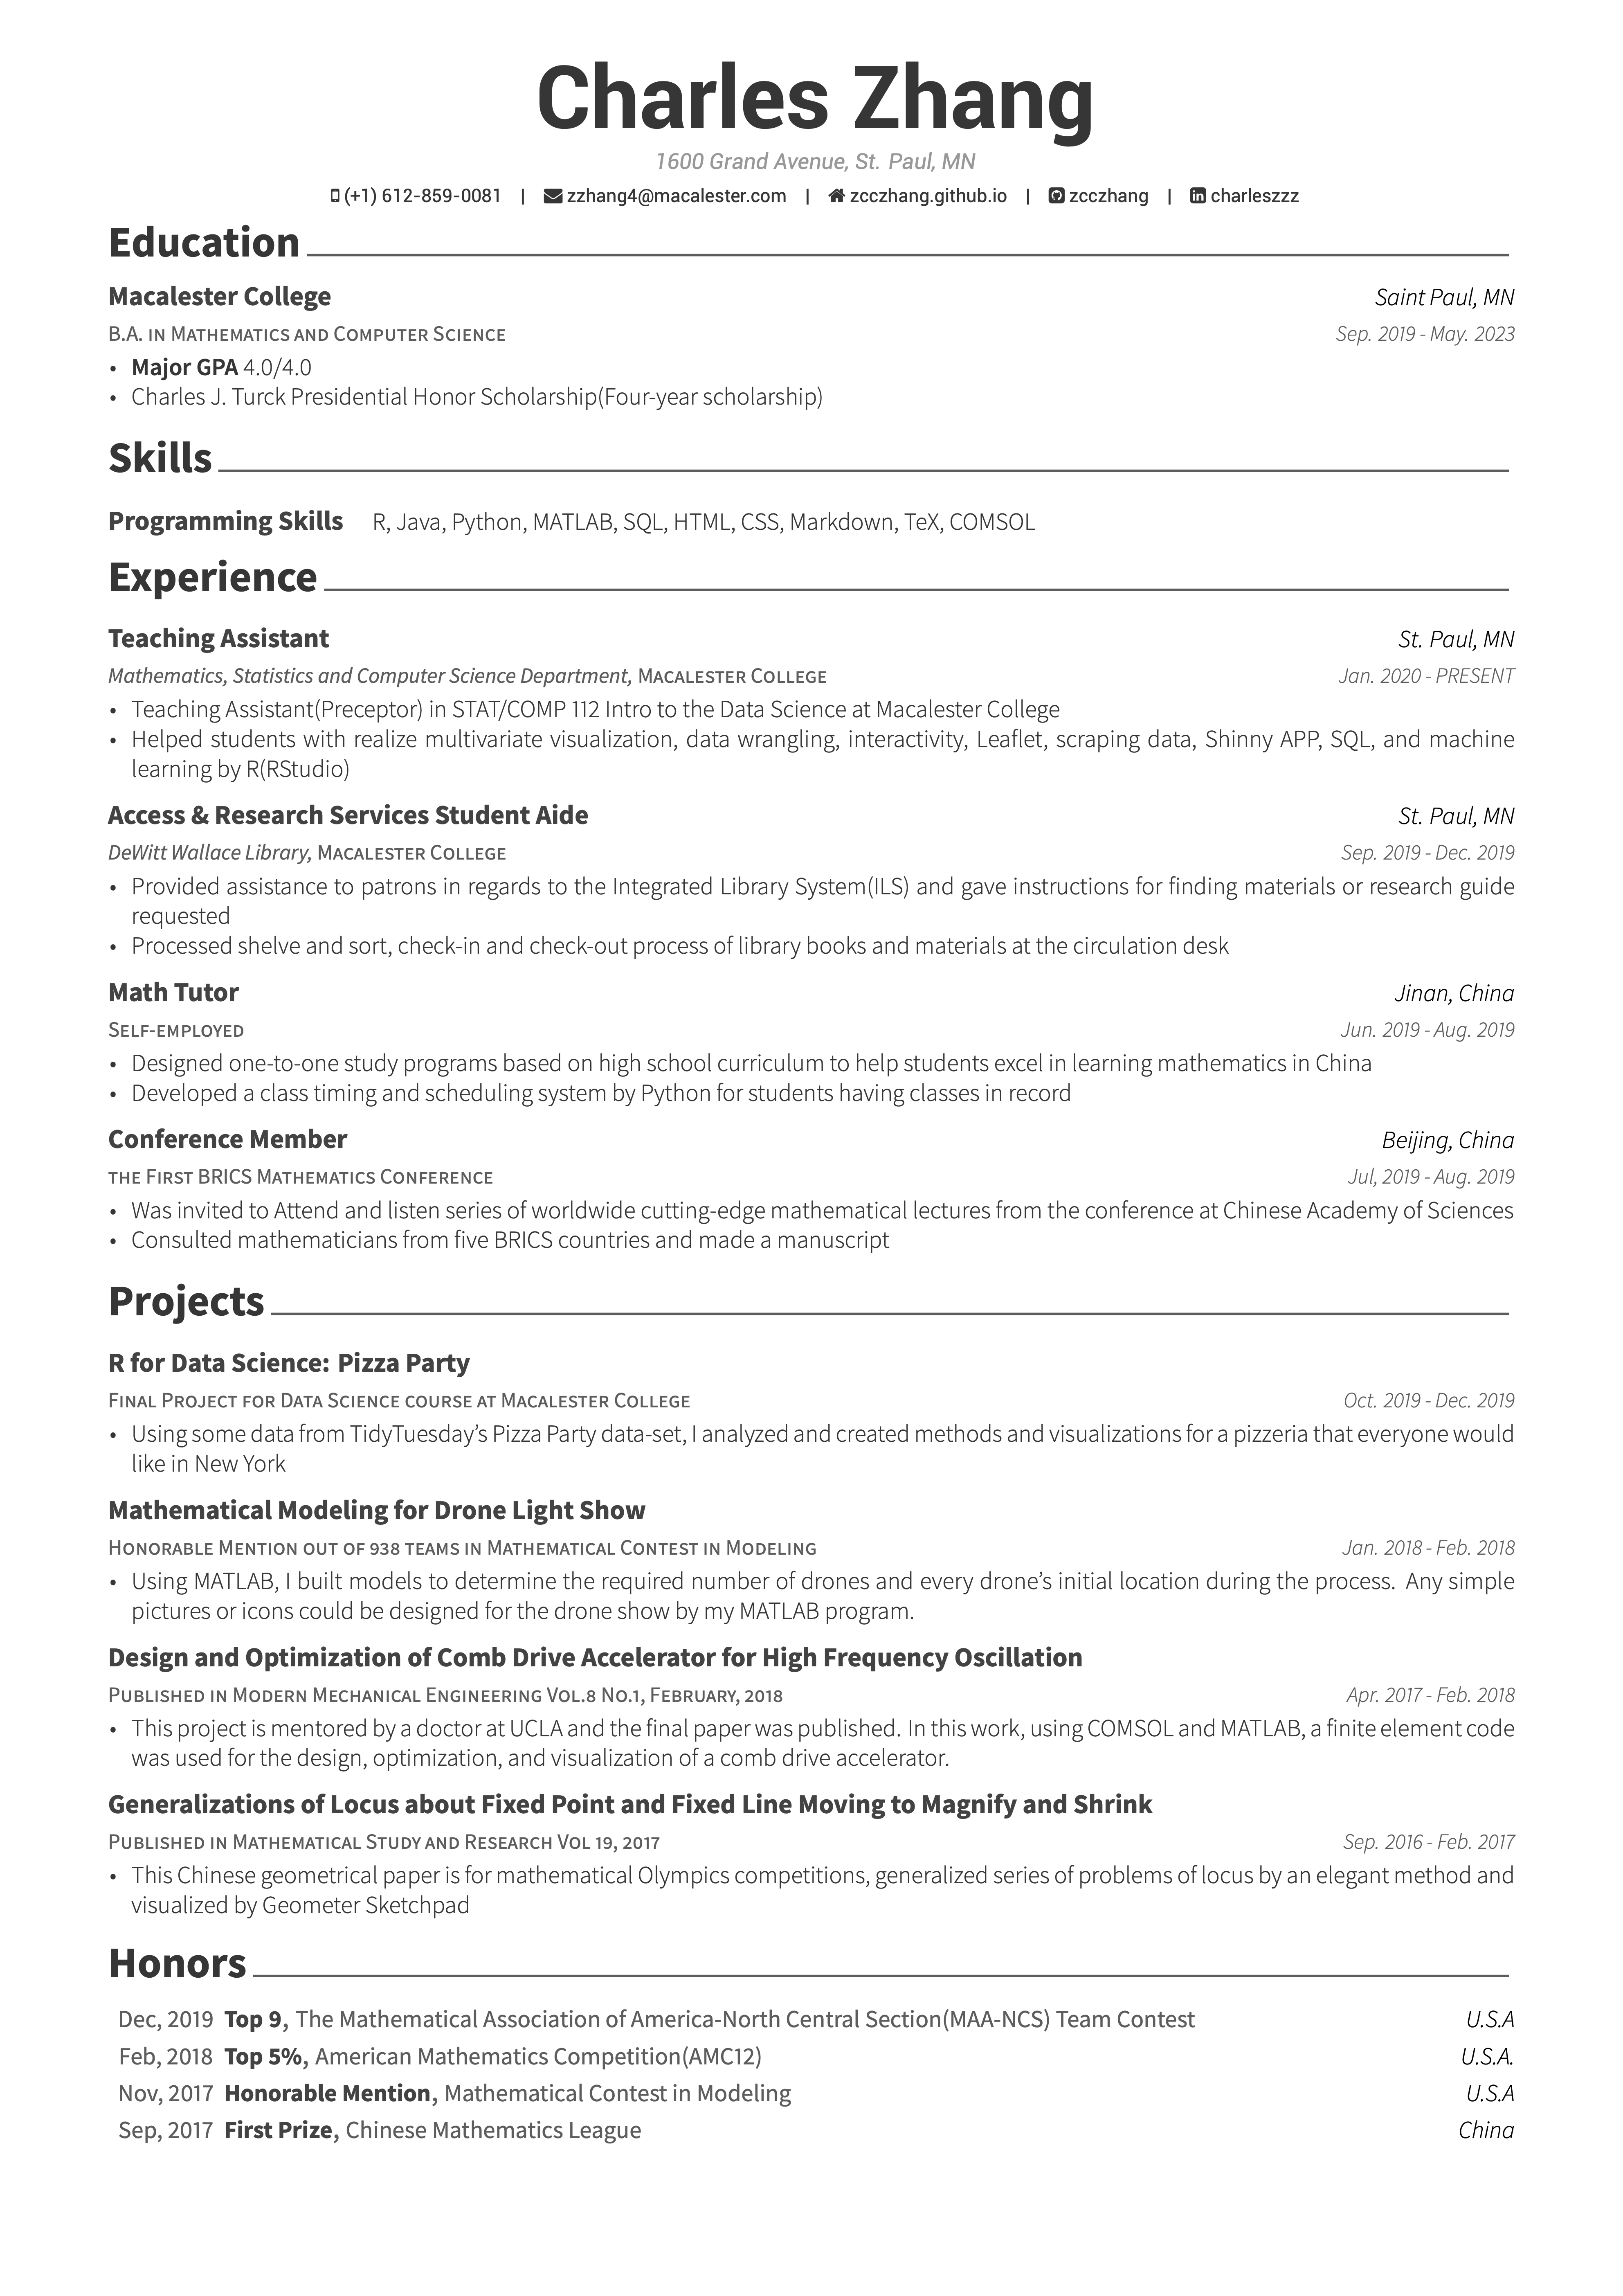 Charles Zhang
1600 Grand Avenue, St. Paul, MN
(+1) 612-859-0081 | zzhang4@macalester.com | zcczhang.github.io | zcczhang | charleszzz
Education
Macalester College Saint Paul, MN
B.A. in Mathematics and Computer Science Sep. 2019 - May. 2023
• Major GPA 4.0/4.0
• Charles J. Turck Presidential Honor Scholarship(Four-year scholarship)
Skills
Programming Skills R, Java, Python, MATLAB, SQL, HTML, CSS, Markdown, TeX, COMSOL
Experience
Teaching Assistant St. Paul, MN
Mathematics, Statistics and Computer Science Department, Macalester College Jan. 2020 - PRESENT
• Teaching Assistant(Preceptor) in STAT/COMP 112 Intro to the Data Science at Macalester College
• Helped students with realize multivariate visualization, data wrangling, interactivity, Leaflet, scraping data, Shinny APP, SQL, and machine
learning by R(RStudio)
Access & Research Services Student Aide St. Paul, MN
DeWitt Wallace Library, Macalester College Sep. 2019 - Dec. 2019
• Provided assistance to patrons in regards to the Integrated Library System(ILS) and gave instructions for finding materials or research guide
requested
• Processed shelve and sort, check-in and check-out process of library books and materials at the circulation desk
Math Tutor Jinan, China
Self-employed Jun. 2019 - Aug. 2019
• Designed one-to-one study programs based on high school curriculum to help students excel in learning mathematics in China
• Developed a class timing and scheduling system by Python for students having classes in record
Conference Member Beijing, China
the First BRICS Mathematics Conference Jul, 2019 - Aug. 2019
• Was invited to Attend and listen series of worldwide cutting-edge mathematical lectures from the conference at Chinese Academy of Sciences
• Consulted mathematicians from five BRICS countries and made a manuscript
Projects
R for Data Science: Pizza Party
Final Project for Data Science course at Macalester College Oct. 2019 - Dec. 2019
• Using some data from TidyTuesday's Pizza Party data-set, I analyzed and created methods and visualizations for a pizzeria that everyone would
like in New York
Mathematical Modeling for Drone Light Show
Honorable Mention out of 938 teams in Mathematical Contest in Modeling Jan. 2018 - Feb. 2018
• Using MATLAB, I built models to determine the required number of drones and every drone's initial location during the process. Any simple
pictures or icons could be designed for the drone show by my MATLAB program.
Design and Optimization of Comb Drive Accelerator for High Frequency Oscillation
Published in Modern Mechanical Engineering Vol.8 No.1, February, 2018 Apr. 2017 - Feb. 2018
• This project is mentored by a doctor at UCLA and the final paper was published. In this work, using COMSOL and MATLAB, a finite element code
was used for the design, optimization, and visualization of a comb drive accelerator.
Generalizations of Locus about Fixed Point and Fixed Line Moving to Magnify and Shrink
Published in Mathematical Study and Research Vol 19, 2017 Sep. 2016 - Feb. 2017
• This Chinese geometrical paper is for mathematical Olympics competitions, generalized series of problems of locus by an elegant method and
visualized by Geometer Sketchpad
Honors
Dec, 2019 Top 9, The Mathematical Association of America-North Central Section(MAA-NCS) Team Contest U.S.A
Feb, 2018 Top 5%, American Mathematics Competition(AMC12) U.S.A.
Nov, 2017 Honorable Mention, Mathematical Contest in Modeling U.S.A
Sep, 2017 First Prize, Chinese Mathematics League China